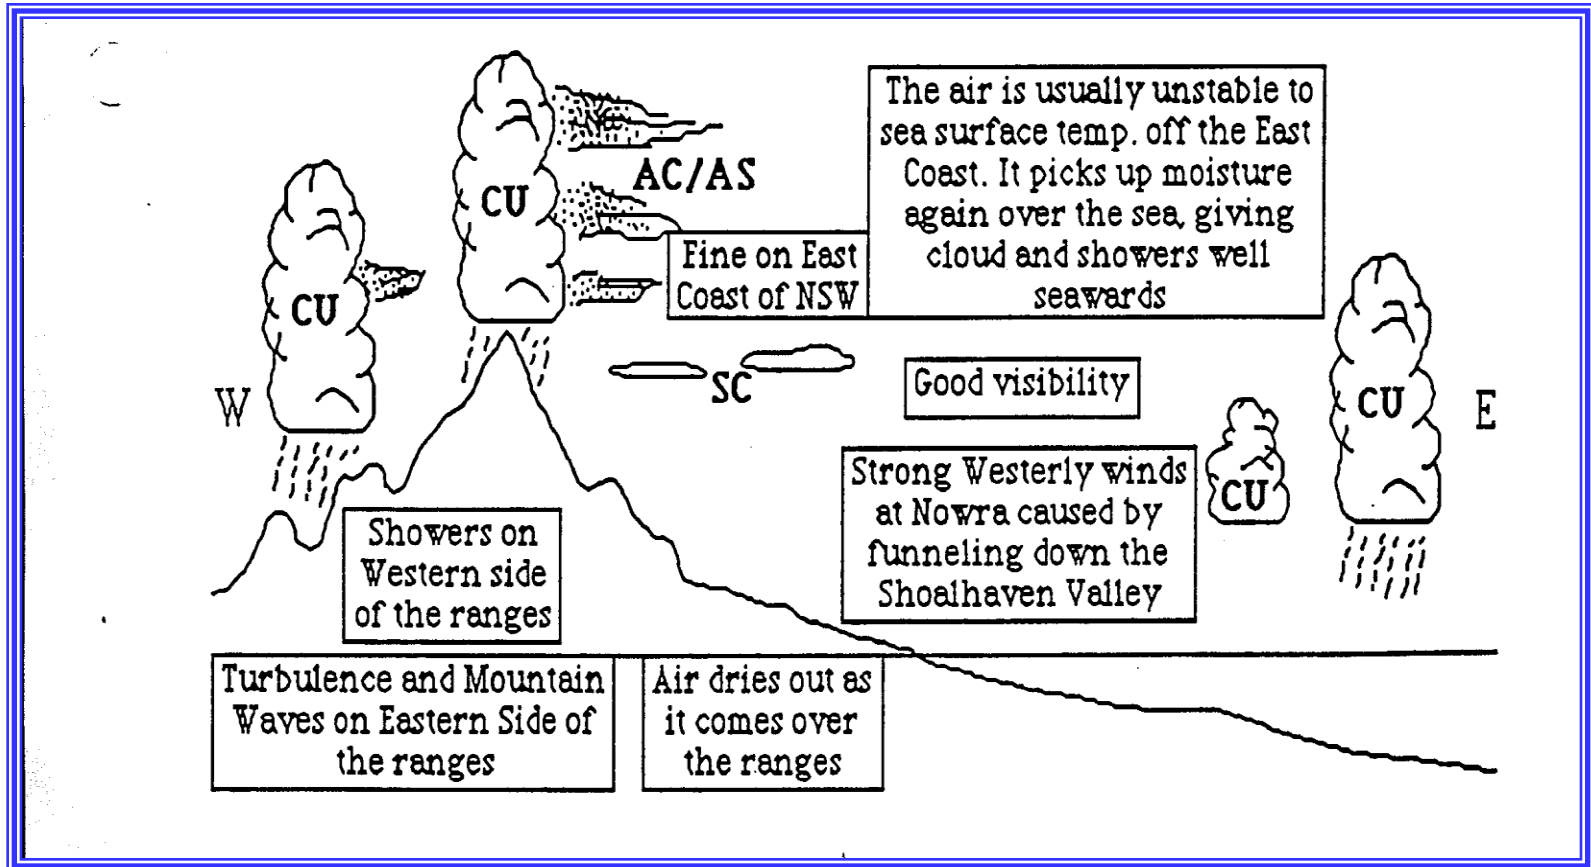 The air is usually unstable to
sea surface temp. off the East
Coast. It picks up moisture
again over the sea, giving
cloud and showers well
seawards
CU
AC/AS
CU
Fine on East
Coast of NSW
CU
SC
Good visibility
W
E
CU
Strong Westerly winds
at Nowra caused by
funneling down the
Shoalhaven Valley
CU
Showers on
Western side
of the ranges
Turbulence and Mountain
Waves on Eastern Side of
the ranges
Air dries out as
it comes over
the ranges